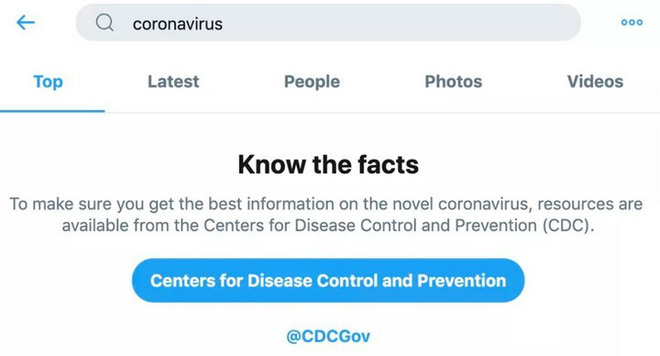 coronavirus
Top Latest People Photos Videos
Know the facts
To make sure you get the best information on the novel coronavirus, resources are
available from the Centers for Disease Control and Prevention (CDC).
Centers for Disease Control and Prevention
@CDCGov